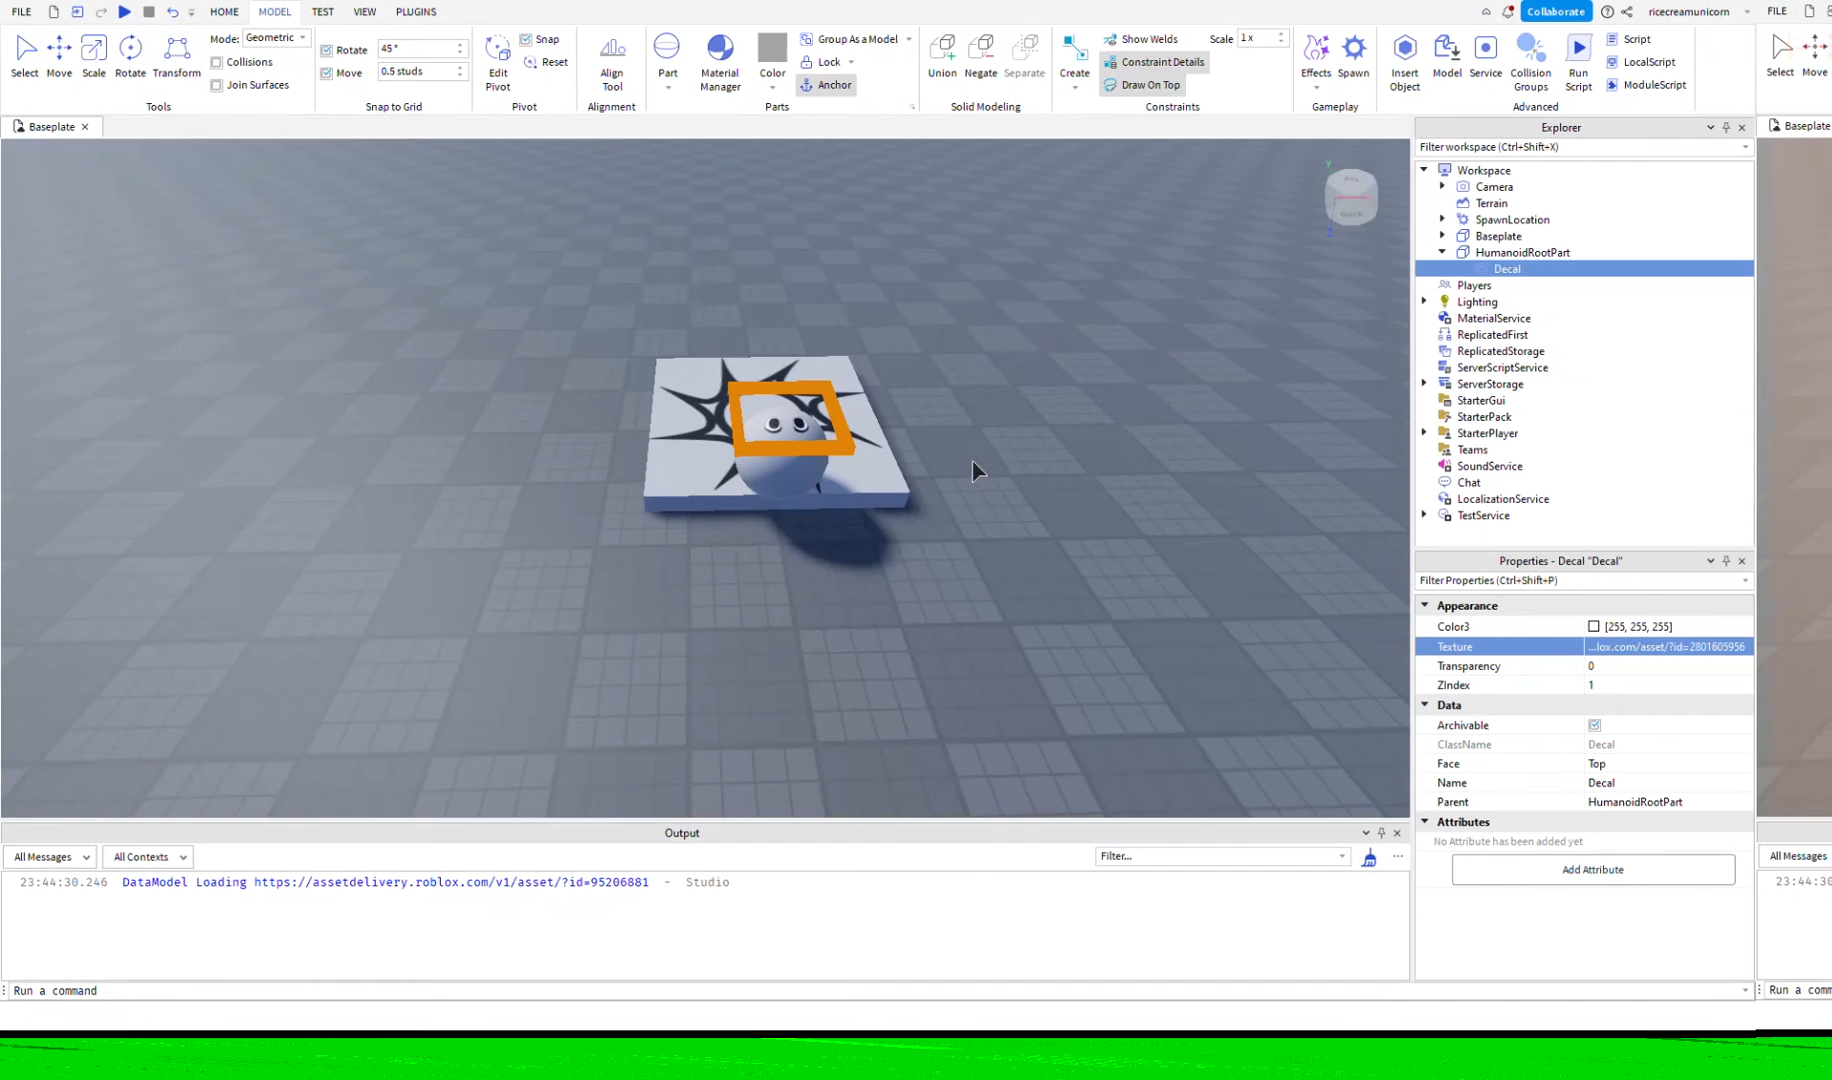 FILE HOME MODEL TEST VIEW PLUGINS Collaborate ricecreamunicorn FILE
Select Move Scale Rotate Transform Mode: Geometric Collisions Join Surfaces
Tools
Rotate 45° Move 0.5 studs
Snap to Grid
Edit Pivot Snap Reset
Pivot
Align Tool
Alignment
Part Material Manager Color Group As a Model Lock Anchor
Parts
Union Negate Separate
Solid Modeling
Create Show Welds Scale 1 x Constraint Details Draw On Top
Constraints
Effects Spawn
Gameplay
Insert Object Model Service Collision Groups Run Script Script LocalScript ModuleScript
Advanced
Select Move
Baseplate
Explorer
Baseplate
Filter workspace (Ctrl+Shift+X)
Workspace
Camera
Terrain
SpawnLocation
Baseplate
HumanoidRootPart
Decal
Players
Lighting
MaterialService
ReplicatedFirst
ReplicatedStorage
ServerScriptService
ServerStorage
StarterGui
StarterPack
StarterPlayer
Teams
SoundService
Chat
LocalizationService
TestService
Y
Z
Properties - Decal "Decal"
Filter Properties (Ctrl+Shift+P)
Appearance
Color3 [255, 255, 255]
Texture ...lox.com/asset/?id=2801605956
Transparency 0
ZIndex 1
Data
Archivable
ClassName Decal
Face Top
Name Decal
Parent HumanoidRootPart
Attributes
No Attribute has been added yet
Add Attribute
Output
All Messages All Contexts Filter... All Messages
23:44:30.246 DataModel Loading https://assetdelivery.roblox.com/v1/asset/?id=95206881 - Studio
23:44:30
Run a command
Run a comm